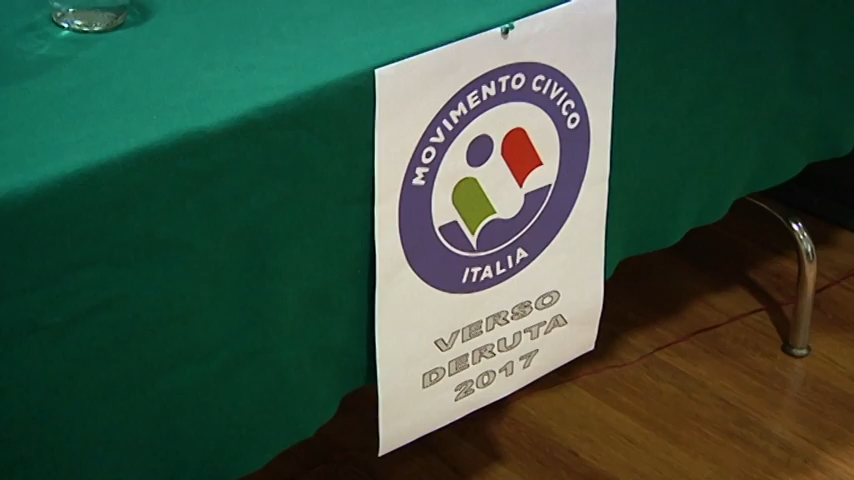 MOVIMENTO CIVICO
ITALIA
VERSO
DERUTA
2017